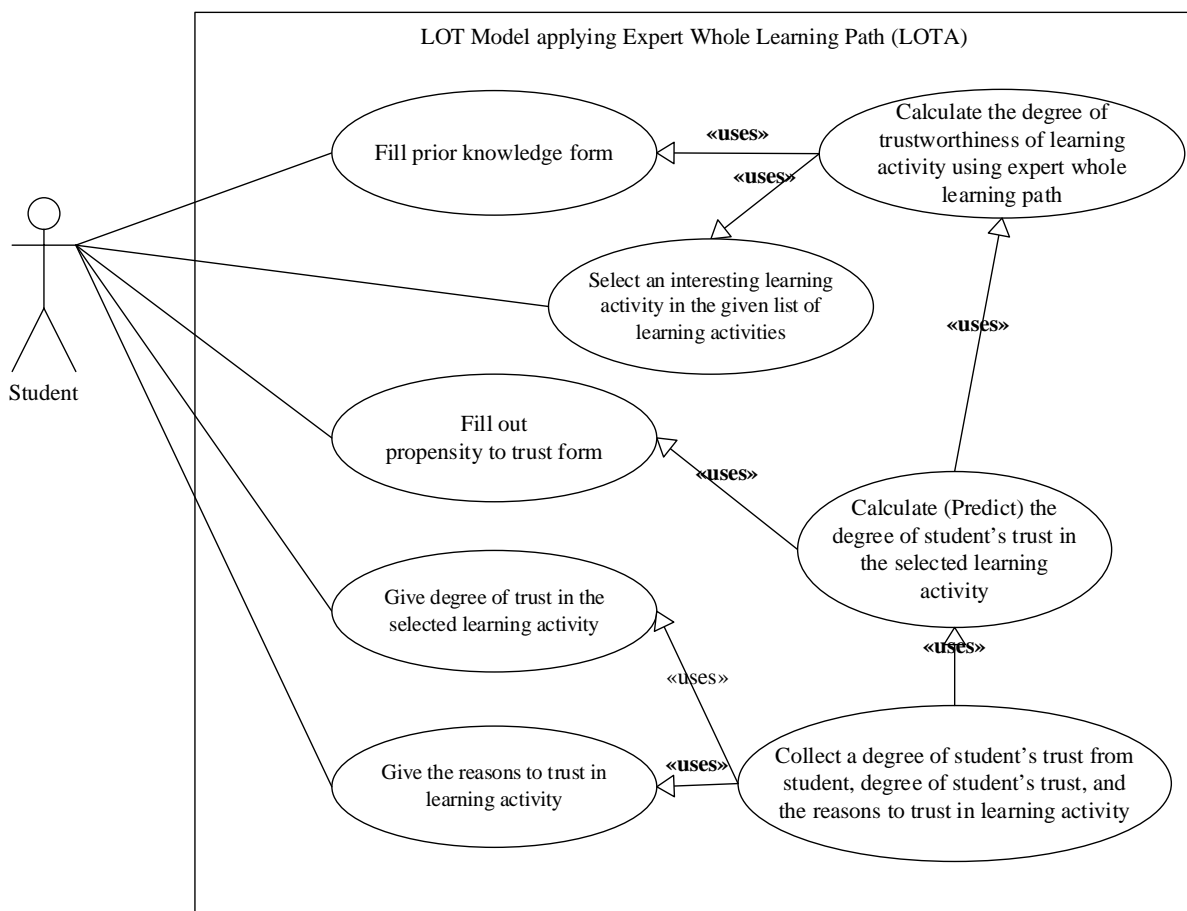 LOT Model applying Expert Whole Learning Path (LOTA)
Calculate the degree of
trustworthiness of learning
activity using expert whole
learning path
«uses»
Fill prior knowledge form
«uses»
Select an interesting learning
activity in the given list of
learning activities
«uses»
Student
Fill out
propensity to trust form
«uses»
Calculate (Predict) the
degree of student’s trust in
the selected learning
activity
Give degree of trust in the
selected learning activity
«uses»
«uses»
Give the reasons to trust in
learning activity
«uses»
Collect a degree of student’s trust from
student, degree of student’s trust, and
the reasons to trust in learning activity